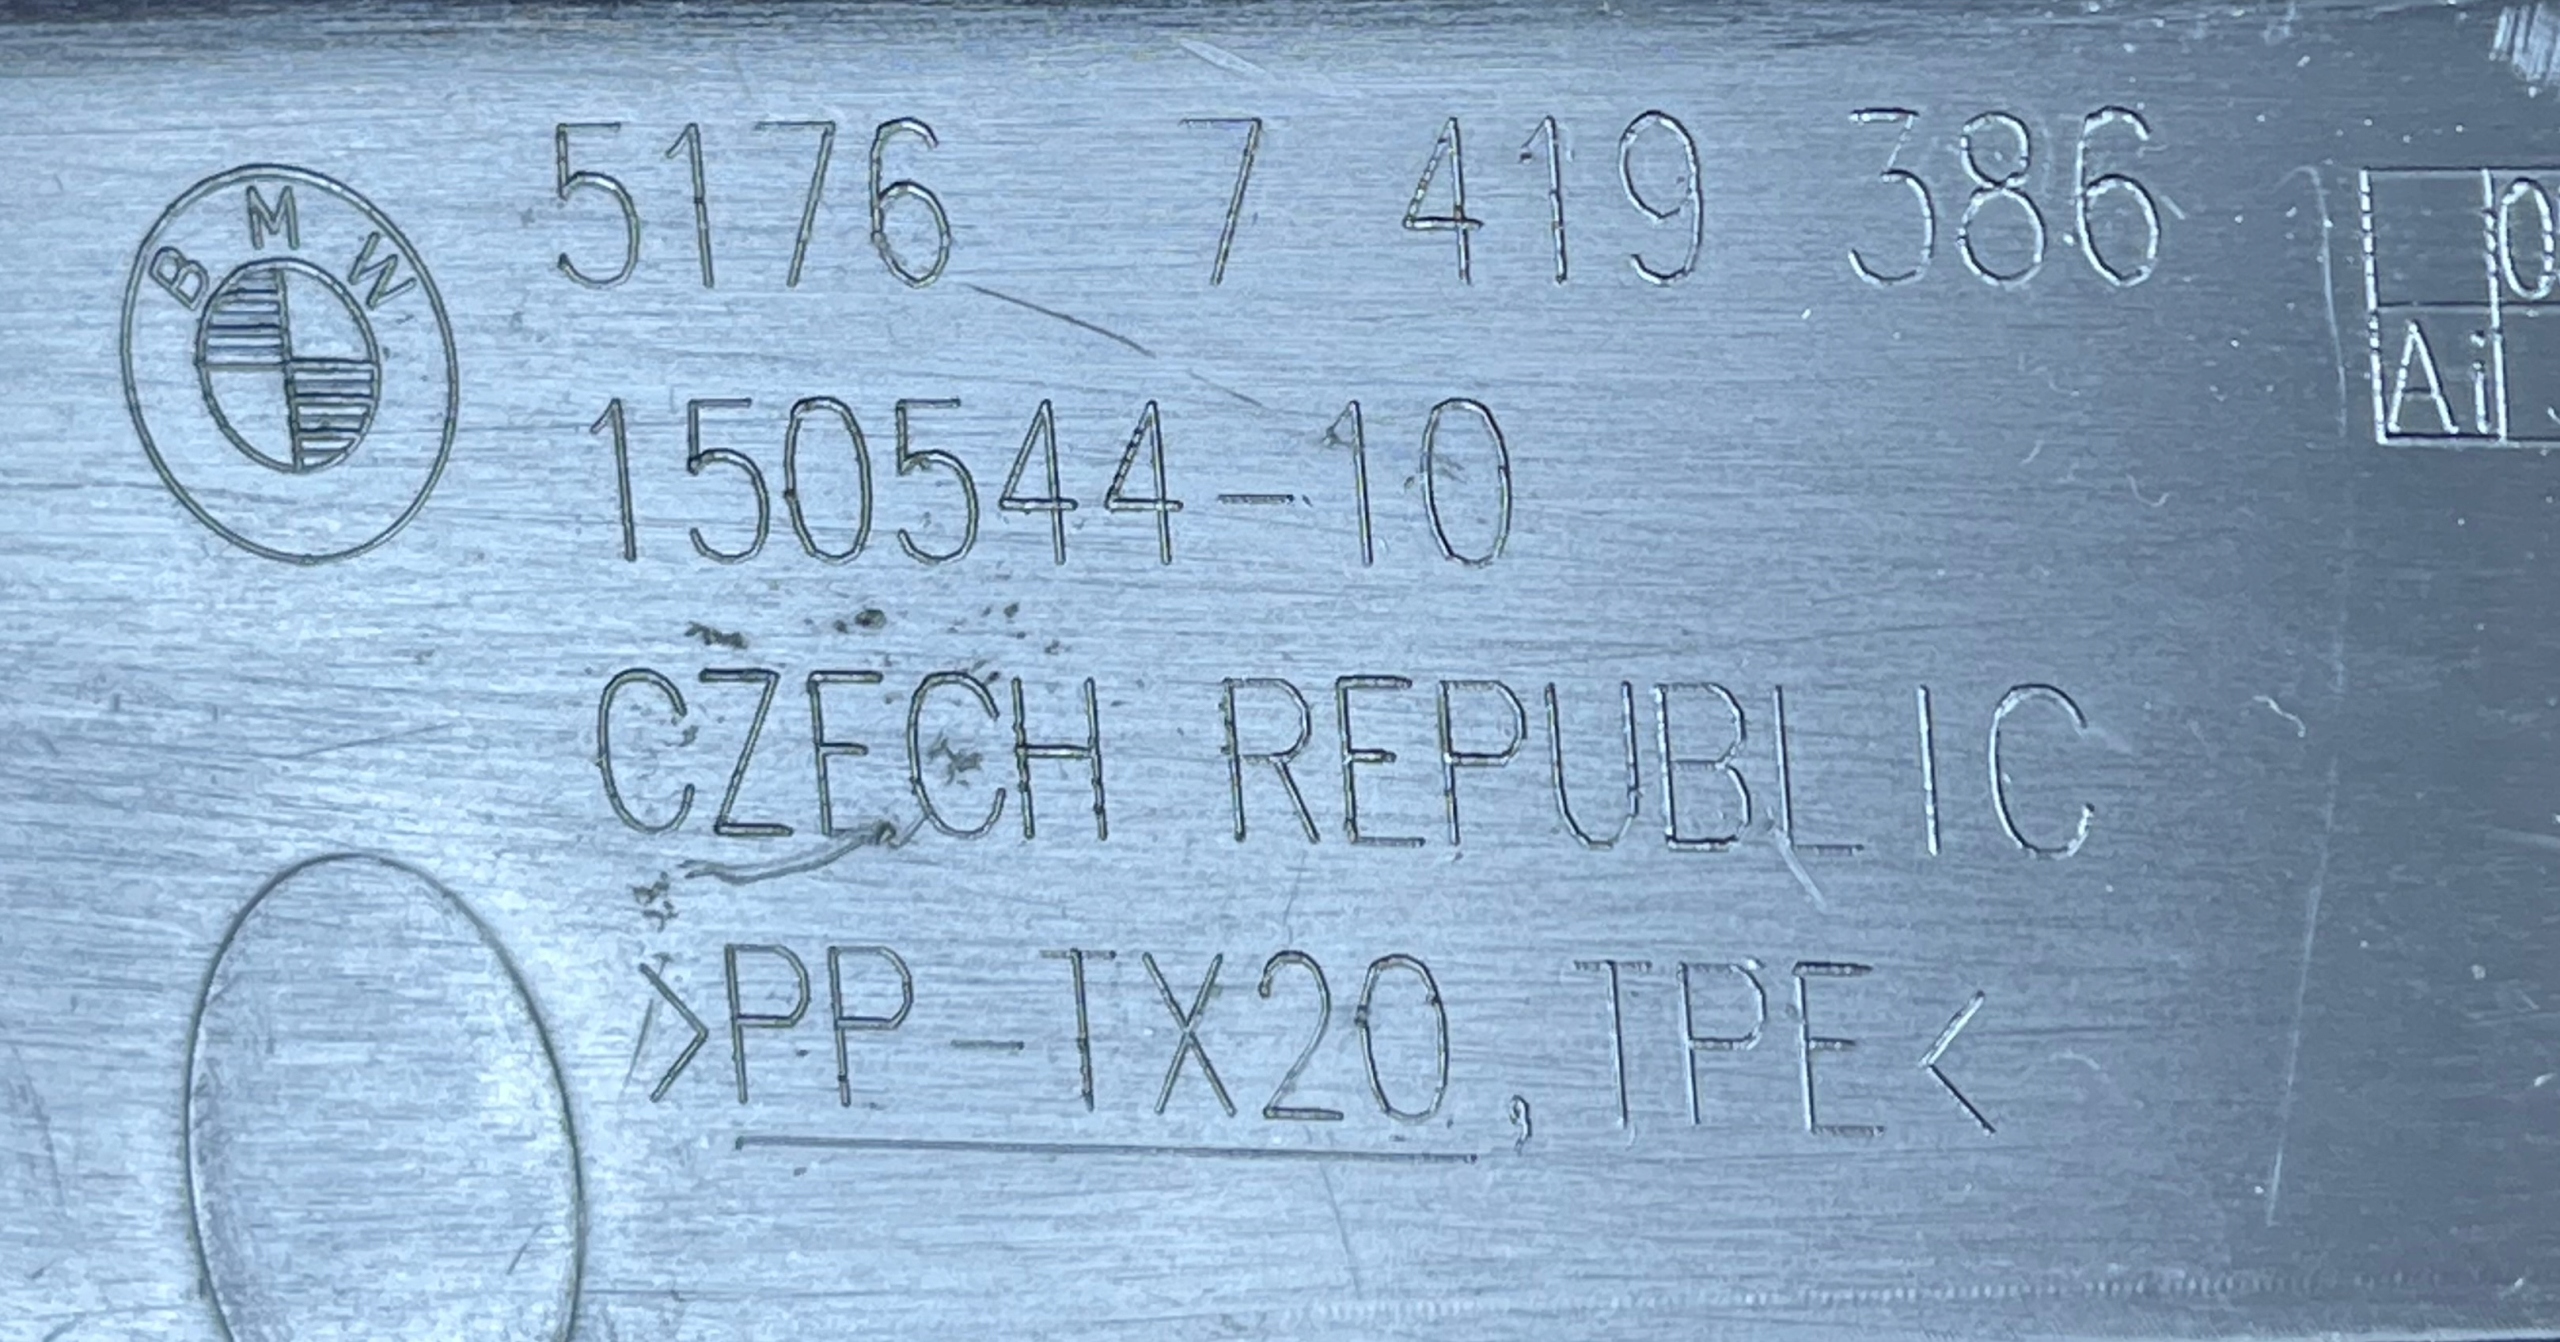 BMW
5176 7 419 386
150544-10
CZECH REPUBLIC
>PP-TX20, TPE<
Ai